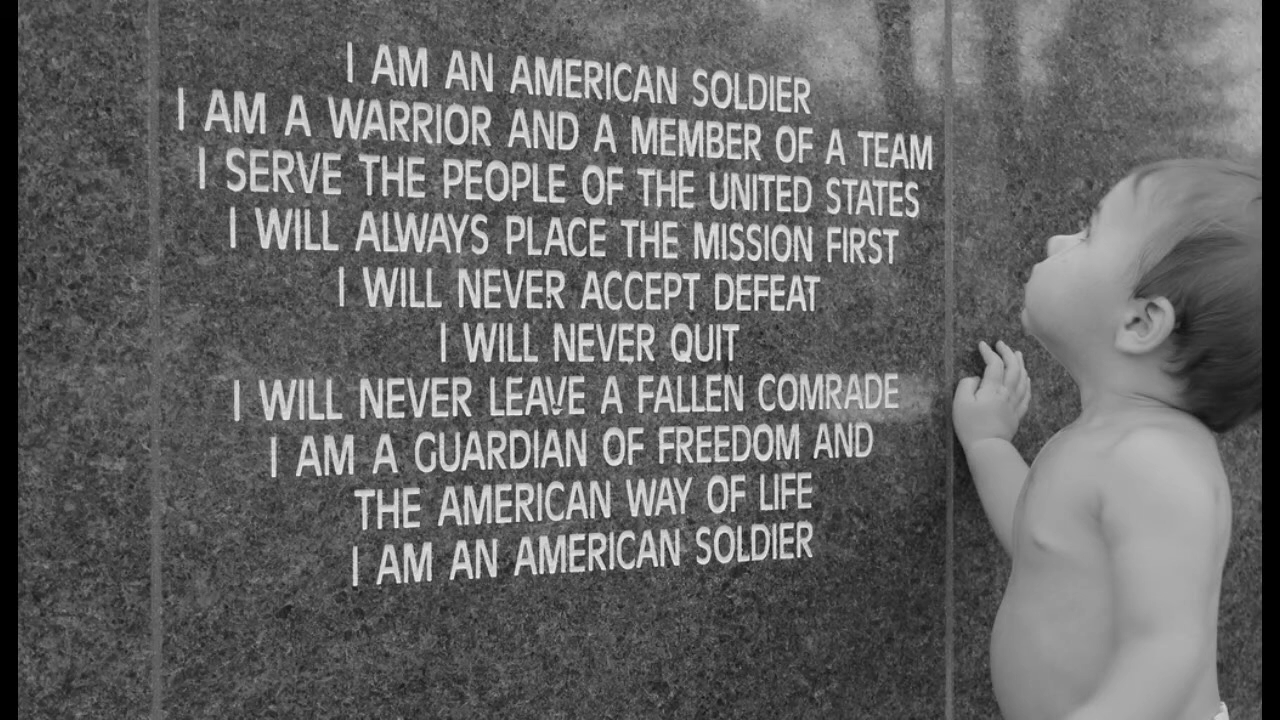 I AM AN AMERICAN SOLDIER
I AM A WARRIOR AND A MEMBER OF A TEAM
I SERVE THE PEOPLE OF THE UNITED STATES
I WILL ALWAYS PLACE THE MISSION FIRST
I WILL NEVER ACCEPT DEFEAT
I WILL NEVER QUIT
I WILL NEVER LEAVE A FALLEN COMRADE
I AM A GUARDIAN OF FREEDOM AND
THE AMERICAN WAY OF LIFE
I AM AN AMERICAN SOLDIER